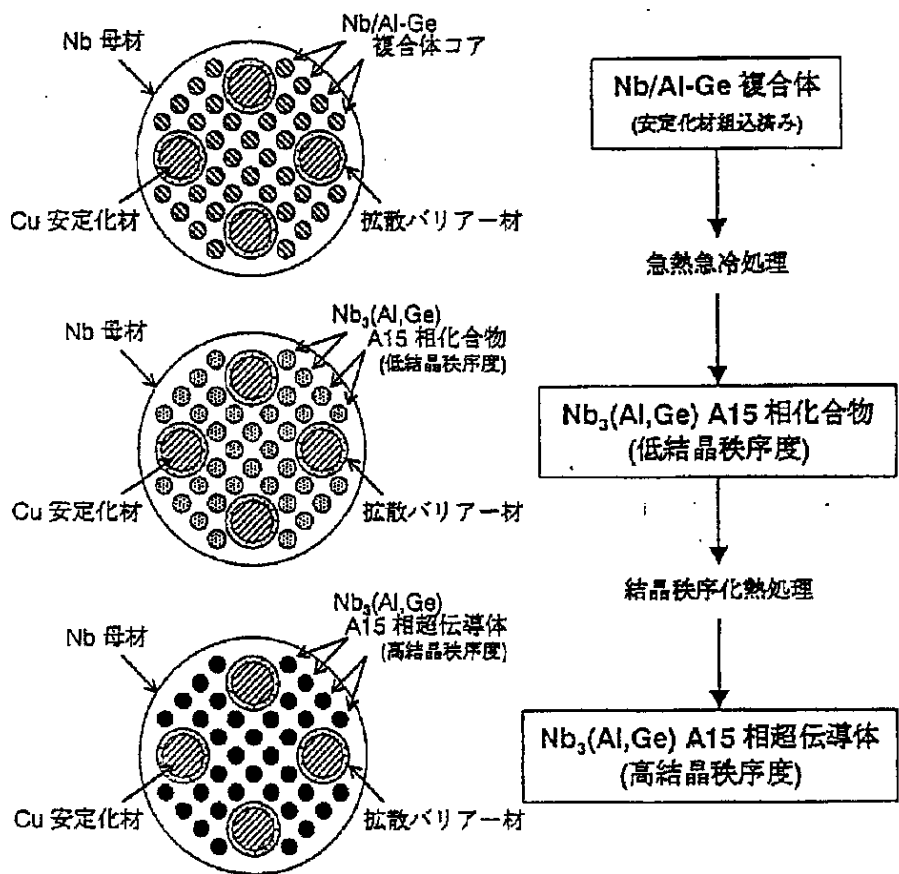 Nb 母材
Nb/Al-Ge
複合体コア
Cu 安定化材
拡散バリアー材
Nb/Al-Ge 複合体
(安定化材組込済み)
急熱急冷処理
Nb 母材
Nb₃(Al,Ge)
A15 相化合物
(低結晶秩序度)
Cu 安定化材
拡散バリアー材
Nb₃(Al,Ge) A15 相化合物
(低結晶秩序度)
結晶秩序化熱処理
Nb 母材
Nb₃(Al,Ge)
A15 相超伝導体
(高結晶秩序度)
Cu 安定化材
拡散バリアー材
Nb₃(Al,Ge) A15 相超伝導体
(高結晶秩序度)